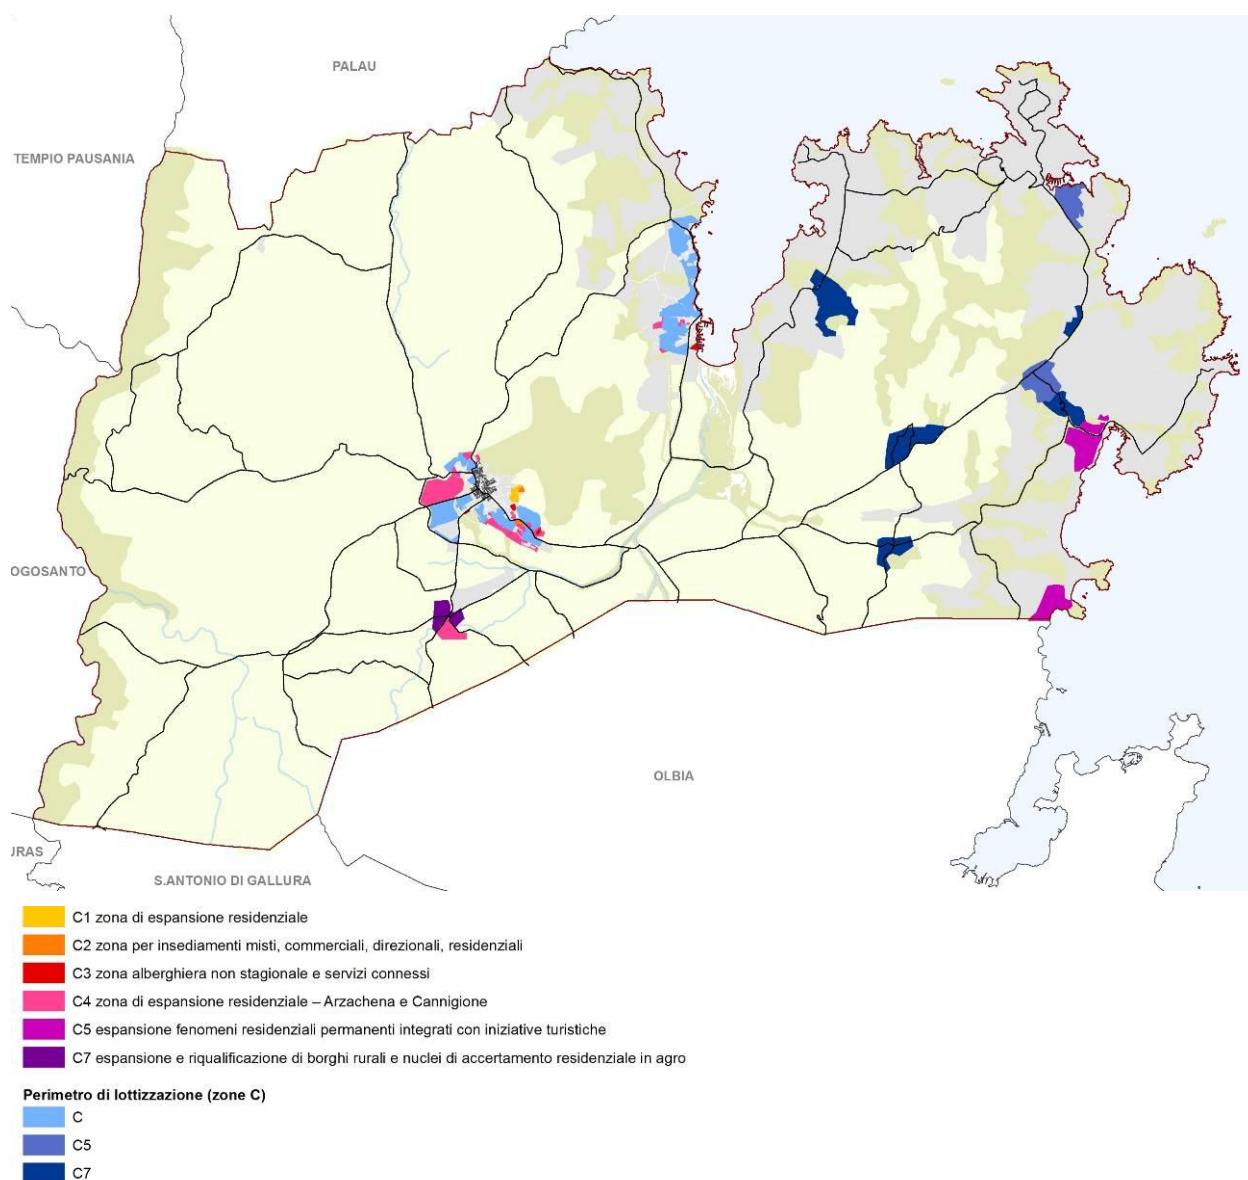 PALAU
TEMPIO PAUSANIA
OGOSANTO
OLBIA
JRAS
S.ANTONIO DI GALLURA
C1 zona di espansione residenziale
C2 zona per insediamenti misti, commerciali, direzionali, residenziali
C3 zona alberghiera non stagionale e servizi connessi
C4 zona di espansione residenziale – Arzachena e Cannigione
C5 espansione fenomeni residenziali permanenti integrati con iniziative turistiche
C7 espansione e riqualificazione di borghi rurali e nuclei di accertamento residenziale in agro
Perimetro di lottizzazione (zone C)
C
C5
C7